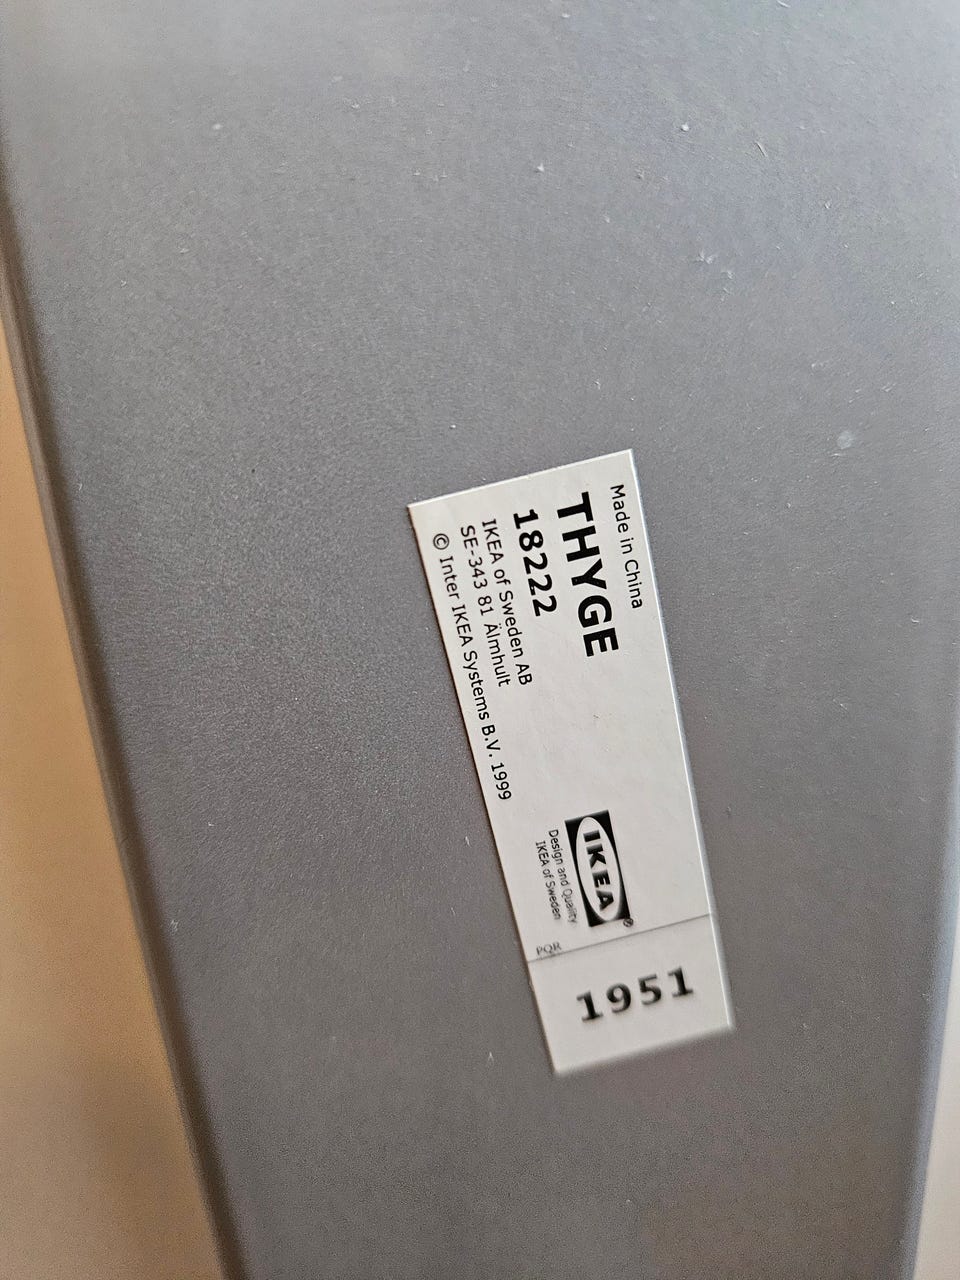 Made in China
THYGE
18222
IKEA of Sweden AB
SE-343 81 Älmhult
© Inter IKEA Systems B.V. 1999
IKEA®
Design and Quality
IKEA of Sweden
PQR
1951